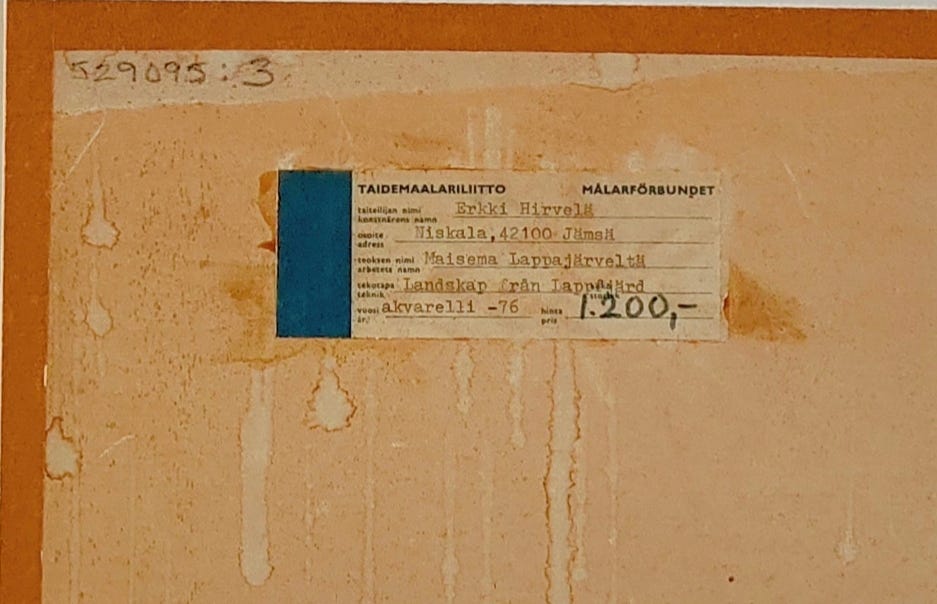 529095:3
TAIDEMAALARILIITTO MÅLARFÖRBUNDET
taiteilijan nimi Erkki Hirvelä
konstnärens namn
osoite Niskala,42100 Jämsä
adress
teoksen nimi Maisema Lappajärveltä
arbetets namn
tekotapa Landskap från Lappajärd
teknik
vuosi akvarelli -76 hinta 1.200,-
år. pris